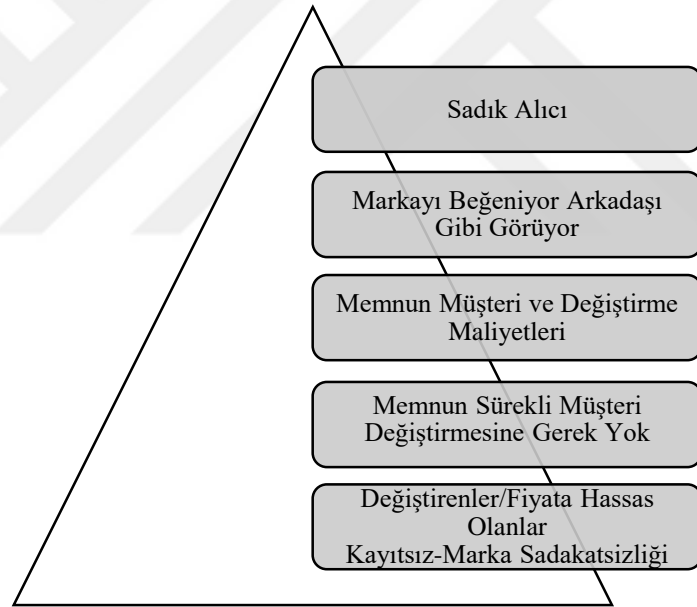 Sadık Alıcı
Markayı Beğeniyor Arkadaşı
Gibi Görüyor
Memnun Müşteri ve Değiştirme
Maliyetleri
Memnun Sürekli Müşteri
Değiştirmesine Gerek Yok
Değiştirenler/Fiyata Hassas
Olanlar
Kayıtsız-Marka Sadakatsizliği